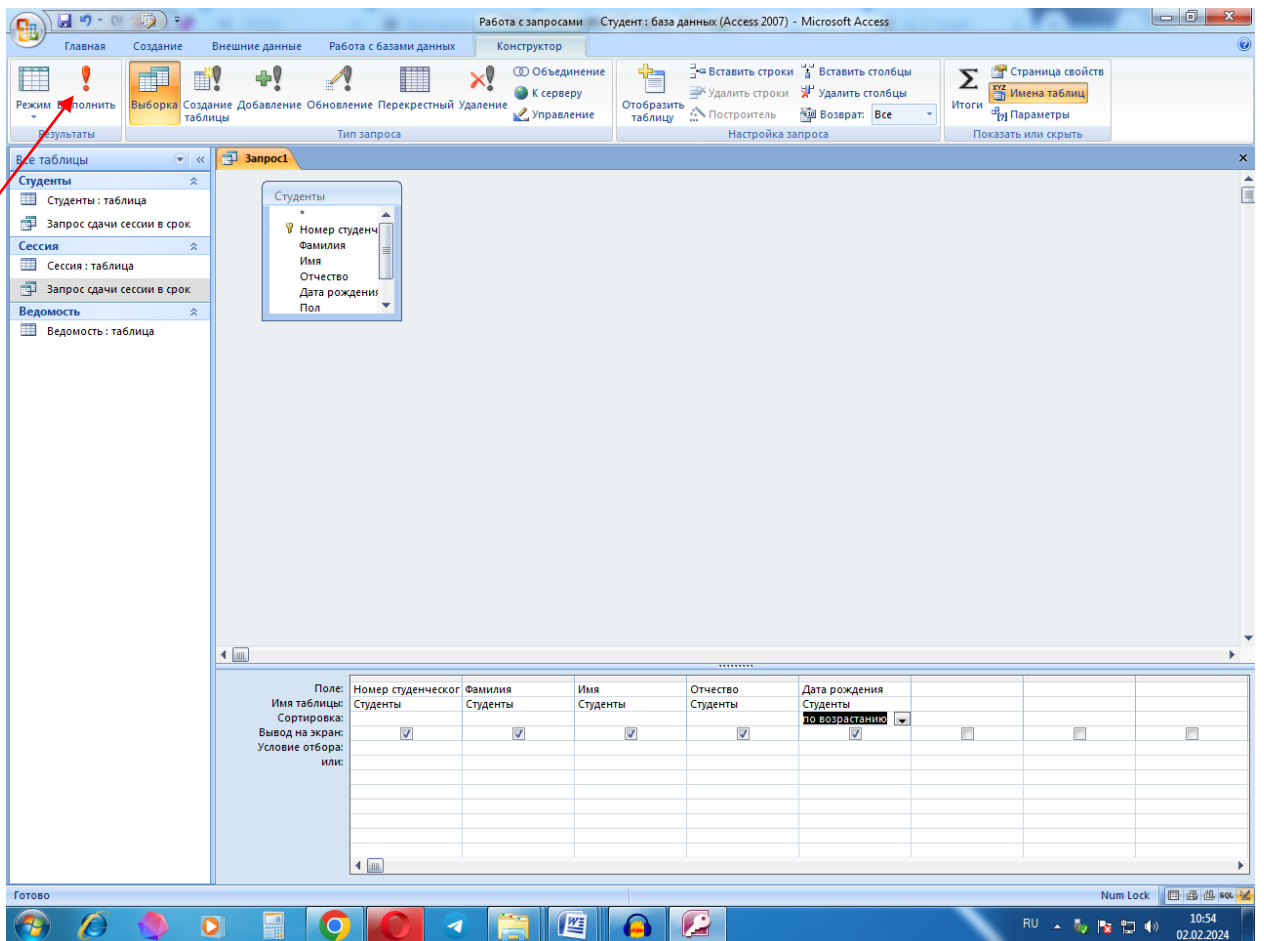 Работа с запросами Студент : база данных (Access 2007) - Microsoft Access
Главная Создание Внешние данные Работа с базами данных Конструктор
Режим Выполнить
Результаты
Выборка Создание таблицы Добавление Обновление Перекрестный Удаление
Объединение
К серверу
Управление
Тип запроса
Отобразить таблицу
Вставить строки
Удалить строки
Построитель
Вставить столбцы
Удалить столбцы
Возврат: Все
Настройка запроса
Итоги
Страница свойств
Имена таблиц
Параметры
Показать или скрыть
Все таблицы
Студенты
Студенты : таблица
Запрос сдачи сессии в срок
Сессия
Сессия : таблица
Запрос сдачи сессии в срок
Ведомость
Ведомость : таблица
Запрос1
Студенты
*
Номер студенч
Фамилия
Имя
Отчество
Дата рождения
Пол
Поле: Номер студенческог Фамилия Имя Отчество Дата рождения
Имя таблицы: Студенты Студенты Студенты Студенты Студенты
Сортировка: по возрастанию
Вывод на экран:
Условие отбора:
или:
Готово Num Lock SQL
RU 10:54
02.02.2024